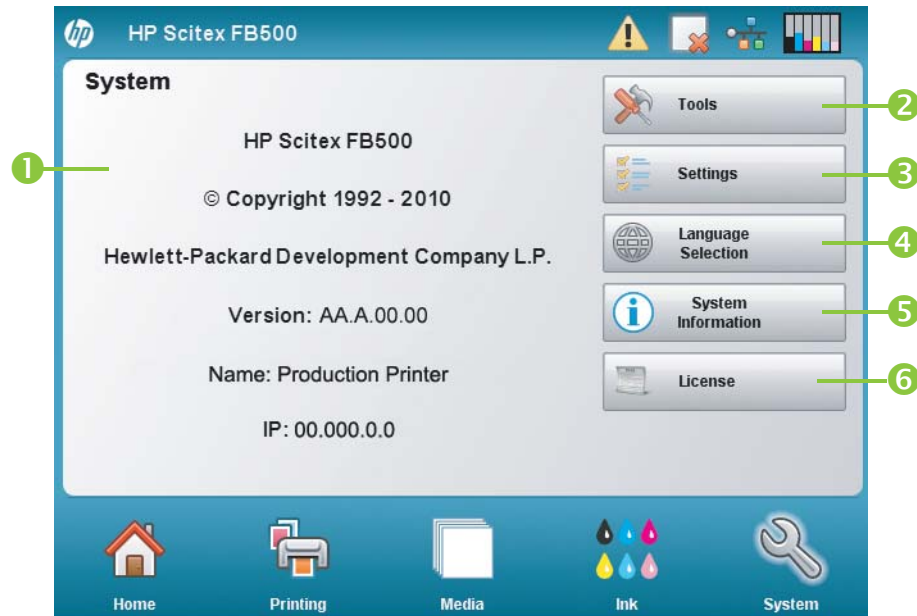 hp HP Scitex FB500
System
HP Scitex FB500
© Copyright 1992 - 2010
Hewlett-Packard Development Company L.P.
Version: AA.A.00.00
Name: Production Printer
IP: 00.000.0.0
1
Tools
2
Settings
3
Language
Selection
4
System
Information
5
License
6
Home
Printing
Media
Ink
System